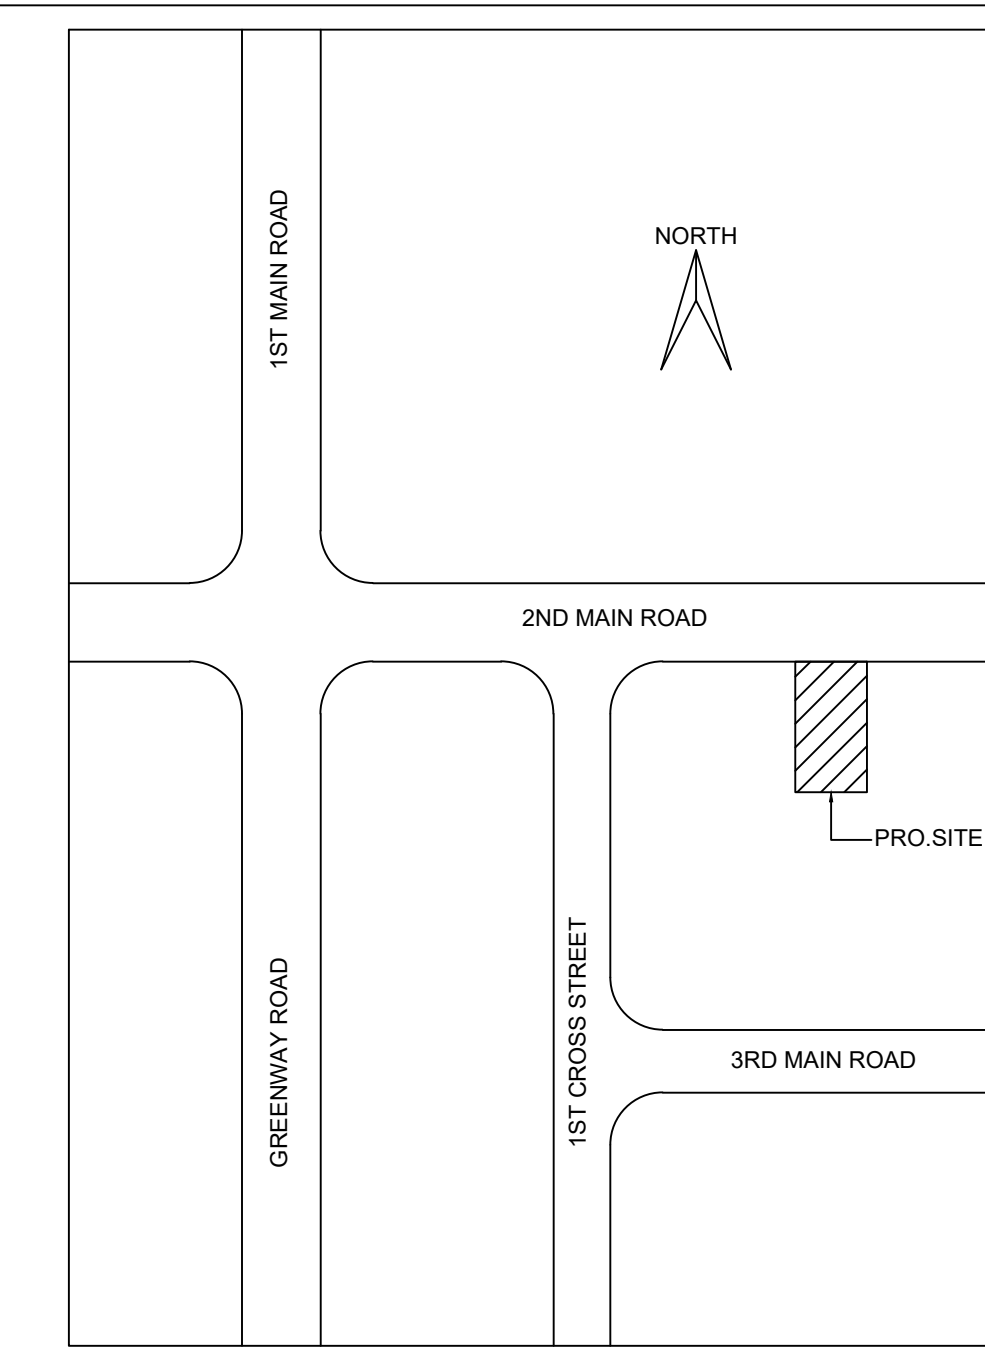 1ST MAIN ROAD
NORTH
2ND MAIN ROAD
PRO.SITE
GREENWAY ROAD
1ST CROSS STREET
3RD MAIN ROAD